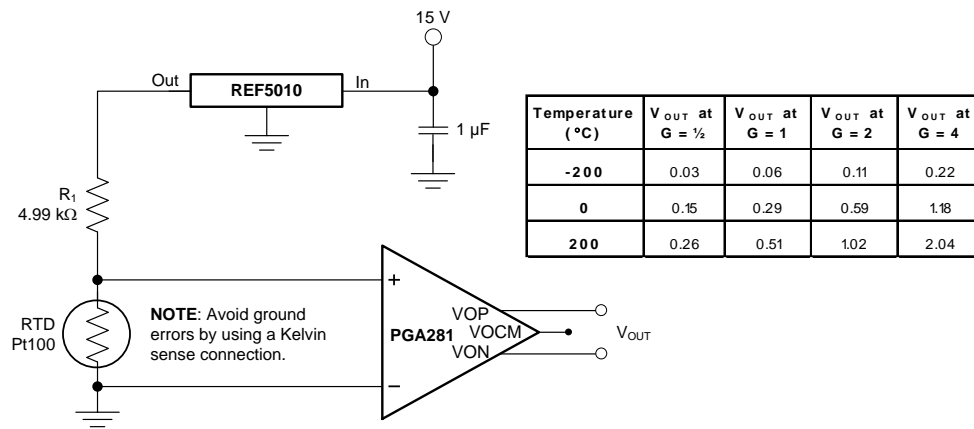 15 V
Out
REF5010
In
1 µF
R1
4.99 kΩ
RTD
Pt100
NOTE: Avoid ground
errors by using a Kelvin
sense connection.
+
−
PGA281
VOP
VOCM
VON
VOUT
Temperature (°C) VOUT at G = ½ VOUT at G = 1 VOUT at G = 2 VOUT at G = 4
-200 0.03 0.06 0.11 0.22
0 0.15 0.29 0.59 1.18
200 0.26 0.51 1.02 2.04